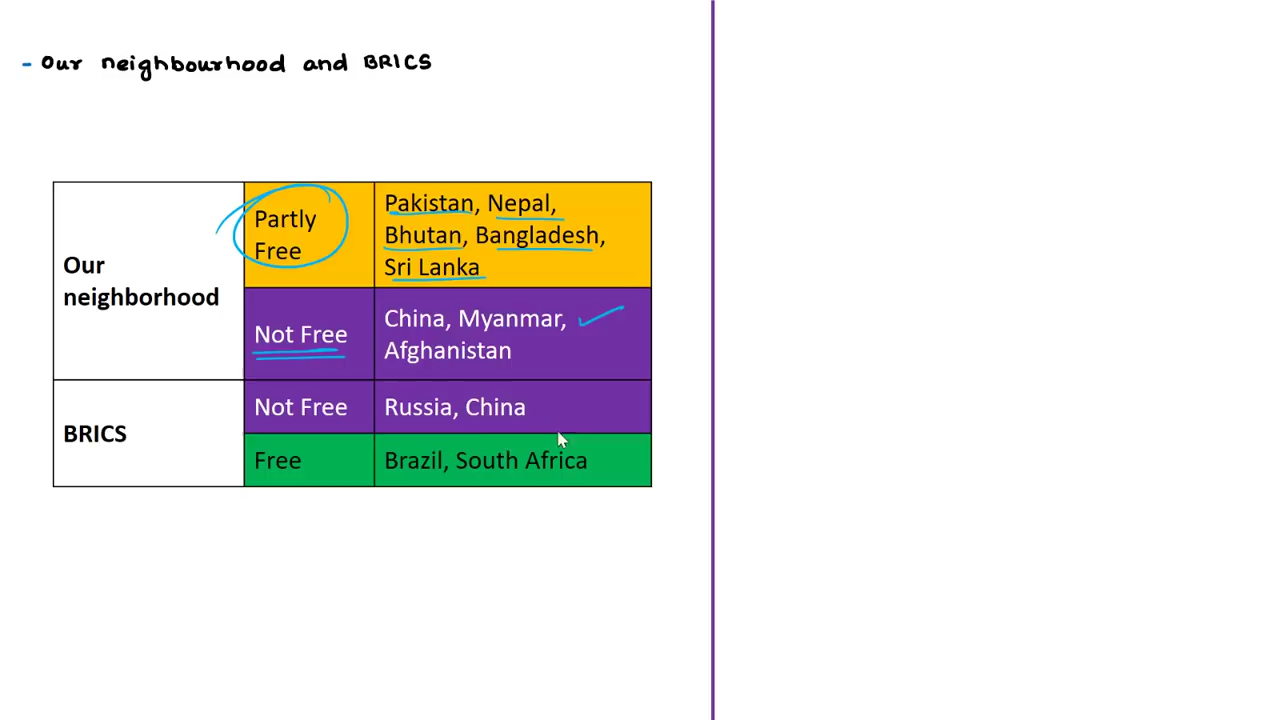 - Our neighbourhood and BRICS
Partly
Free
Pakistan, Nepal,
Bhutan, Bangladesh,
Sri Lanka
Our
neighborhood
Not Free
China, Myanmar,
Afghanistan
BRICS
Not Free
Russia, China
Free
Brazil, South Africa